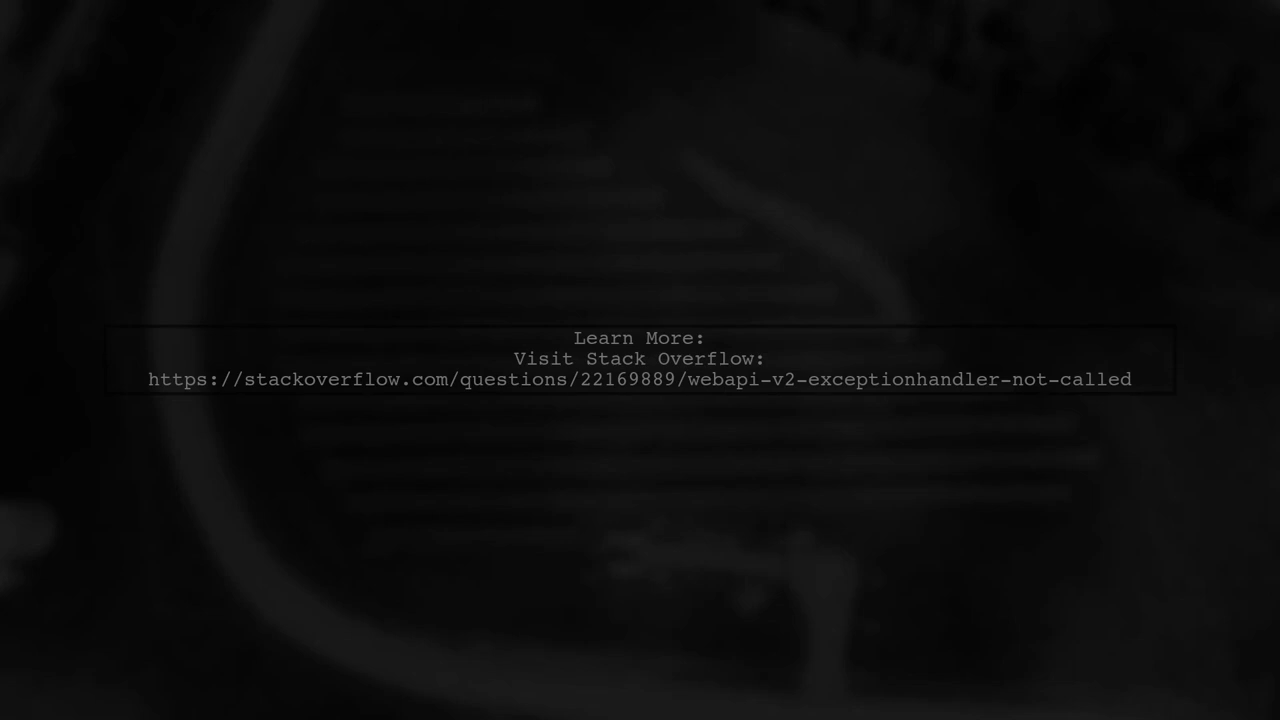 Learn More:
Visit Stack Overflow:
https://stackoverflow.com/questions/22169889/webapi-v2-exceptionhandler-not-called